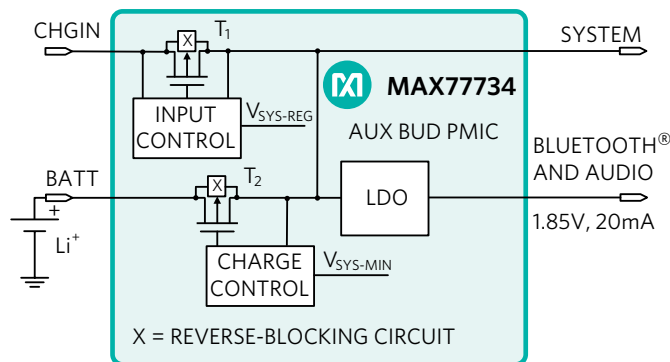 CHGIN
X
T1
SYSTEM
MAX77734
INPUT
CONTROL
VSYS-REG
AUX BUD PMIC
BLUETOOTH®
AND AUDIO
BATT
X
T2
LDO
1.85V, 20mA
+
Li+
CHARGE
CONTROL
VSYS-MIN
X = REVERSE-BLOCKING CIRCUIT